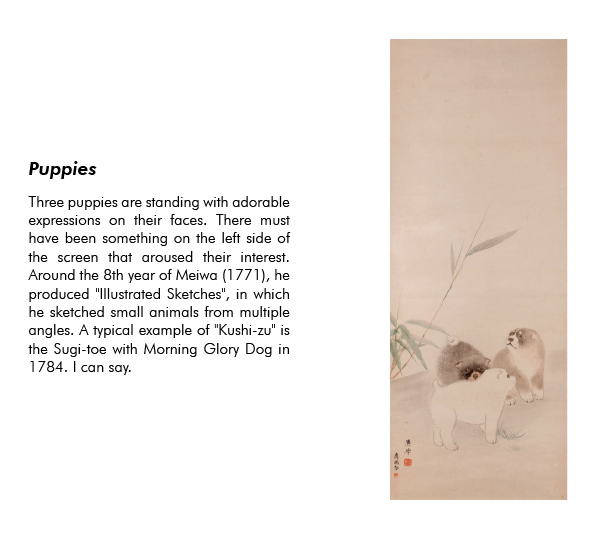 Puppies
Three puppies are standing with adorable
expressions on their faces. There must
have been something on the left side of
the screen that aroused their interest.
Around the 8th year of Meiwa (1771), he
produced "Illustrated Sketches", in which
he sketched small animals from multiple
angles. A typical example of "Kushi-zu" is
the Sugi-toe with Morning Glory Dog in
1784. I can say.